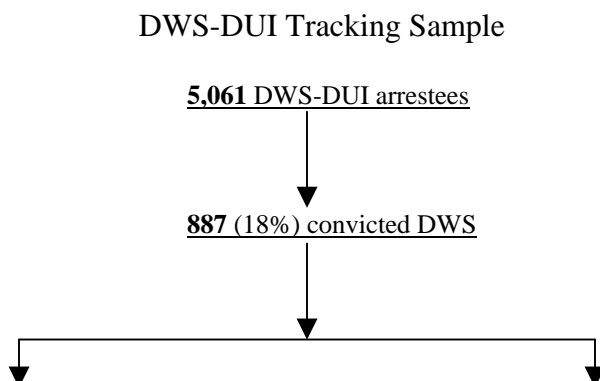 DWS-DUI Tracking Sample
5,061 DWS-DUI arrestees
887 (18%) convicted DWS